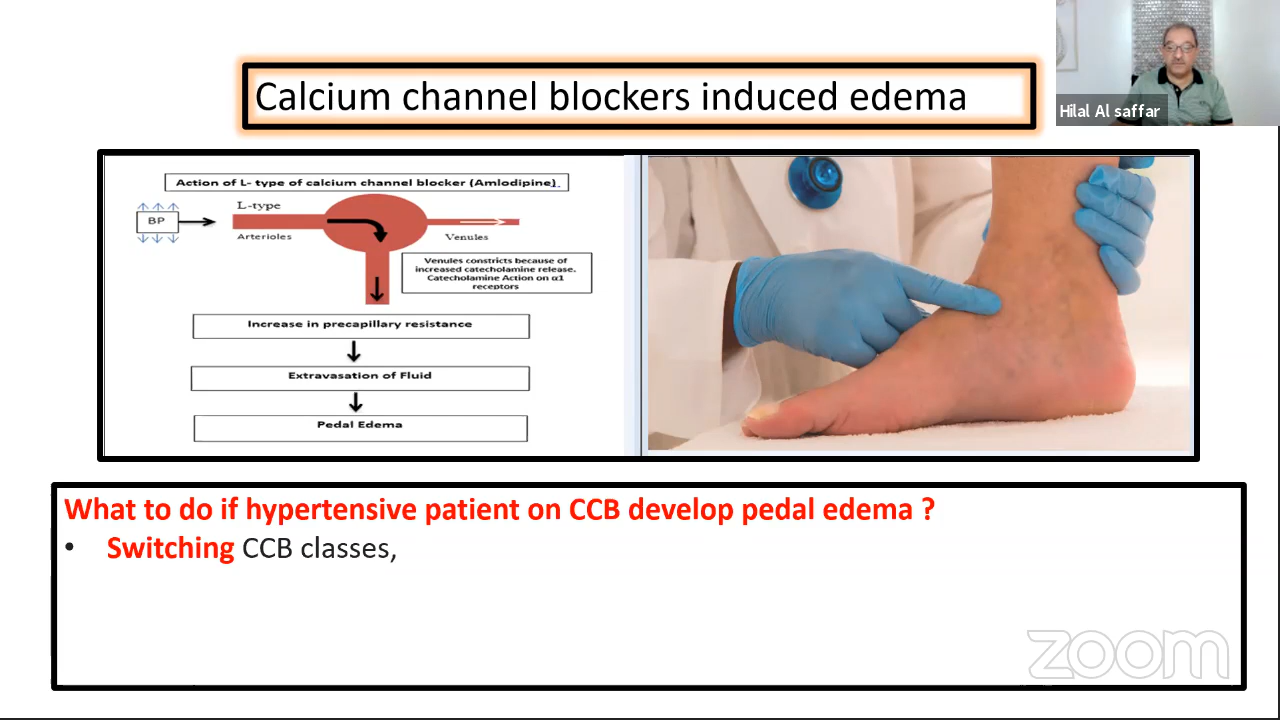 Hilal Al saffar
Calcium channel blockers induced edema
Action of L- type of calcium channel blocker (Amlodipine).
BP
L-type
Arterioles
Venules
Venules constricts because of
increased catecholamine release.
Catecholamine Action on α1
receptors
Increase in precapillary resistance
Extravasation of Fluid
Pedal Edema
What to do if hypertensive patient on CCB develop pedal edema ?
• Switching CCB classes,
zoom